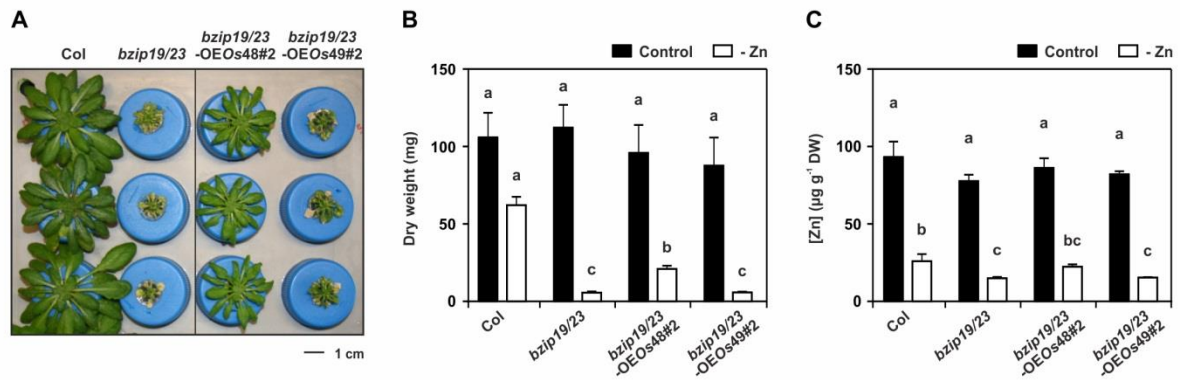 A
Col
bzip19/23
bzip19/23
-OEOs48#2
bzip19/23
-OEOs49#2
1 cm
B
Control
- Zn
Dry weight (mg)
150
100
50
0
a
a
a
c
a
b
a
c
Col
bzip19/23
bzip19/23
-OEOs48#2
bzip19/23
-OEOs49#2
C
Control
- Zn
[Zn] (µg g⁻¹ DW)
150
100
50
0
a
b
a
c
a
bc
a
c
Col
bzip19/23
bzip19/23
-OEOs48#2
bzip19/23
-OEOs49#2